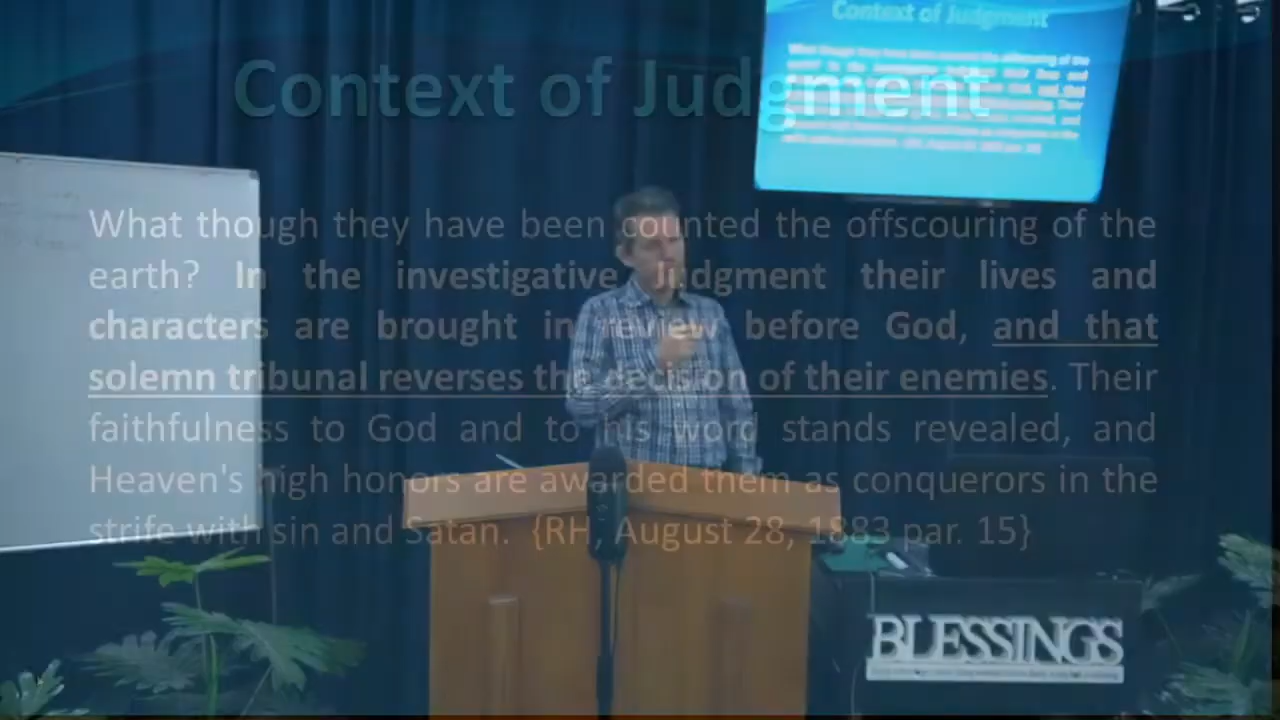 Context of Judgment
What though they have been counted the offscouring of the
earth? In the investigative Judgment their lives and
characters are brought in review before God, and that
solemn tribunal reverses the decision of their enemies. Their
faithfulness to God and to his word stands revealed, and
Heaven's high honors are awarded them as conquerors in the
strife with sin and Satan. {RH, August 28, 1883 par. 15}
Context of Judgment
BLESSINGS